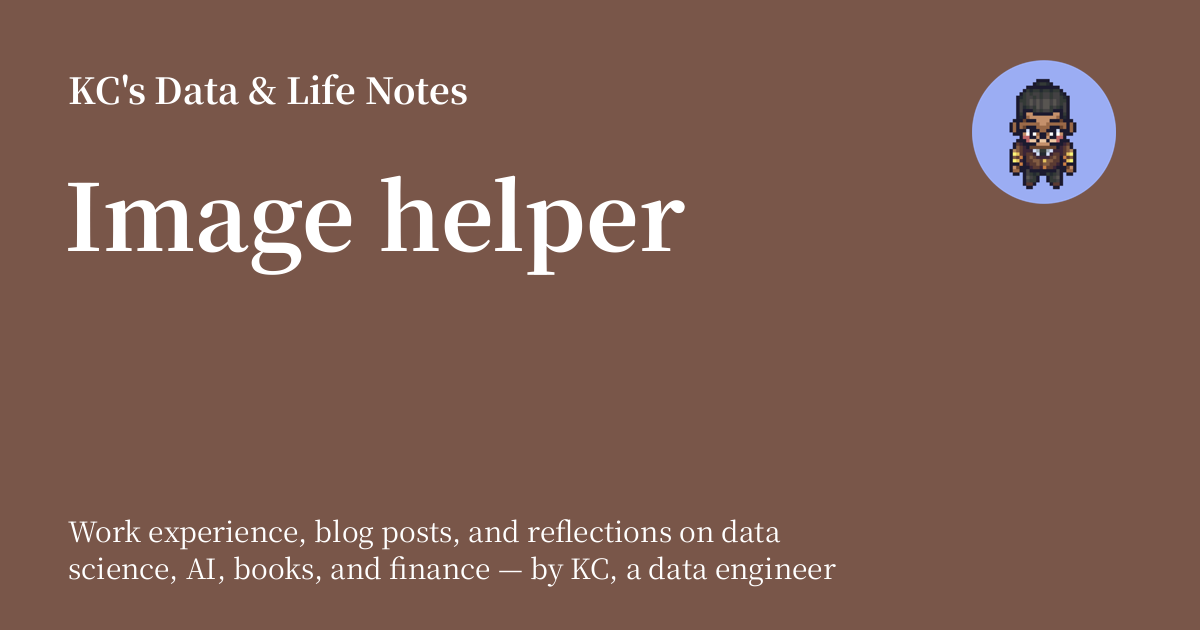 KC's Data & Life Notes
Image helper
Work experience, blog posts, and reflections on data
science, AI, books, and finance — by KC, a data engineer